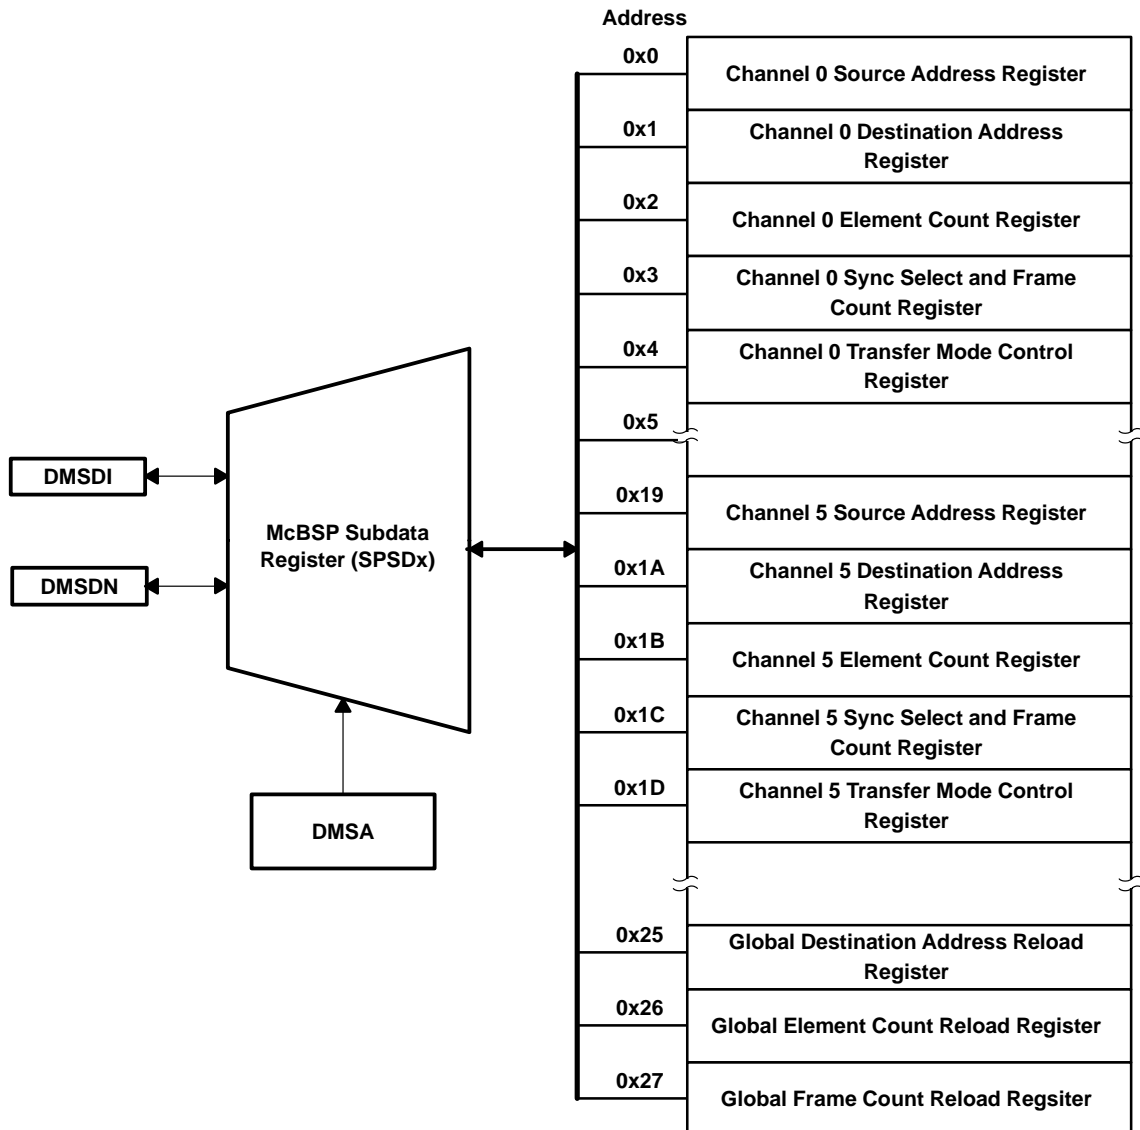 Address
0x0
Channel 0 Source Address Register
0x1
Channel 0 Destination Address
Register
0x2
Channel 0 Element Count Register
0x3
Channel 0 Sync Select and Frame
Count Register
0x4
Channel 0 Transfer Mode Control
Register
0x5
DMSDI
DMSDN
McBSP Subdata
Register (SPSDx)
DMSA
0x19
Channel 5 Source Address Register
0x1A
Channel 5 Destination Address
Register
0x1B
Channel 5 Element Count Register
0x1C
Channel 5 Sync Select and Frame
Count Register
0x1D
Channel 5 Transfer Mode Control
Register
0x25
Global Destination Address Reload
Register
0x26
Global Element Count Reload Register
0x27
Global Frame Count Reload Regsiter